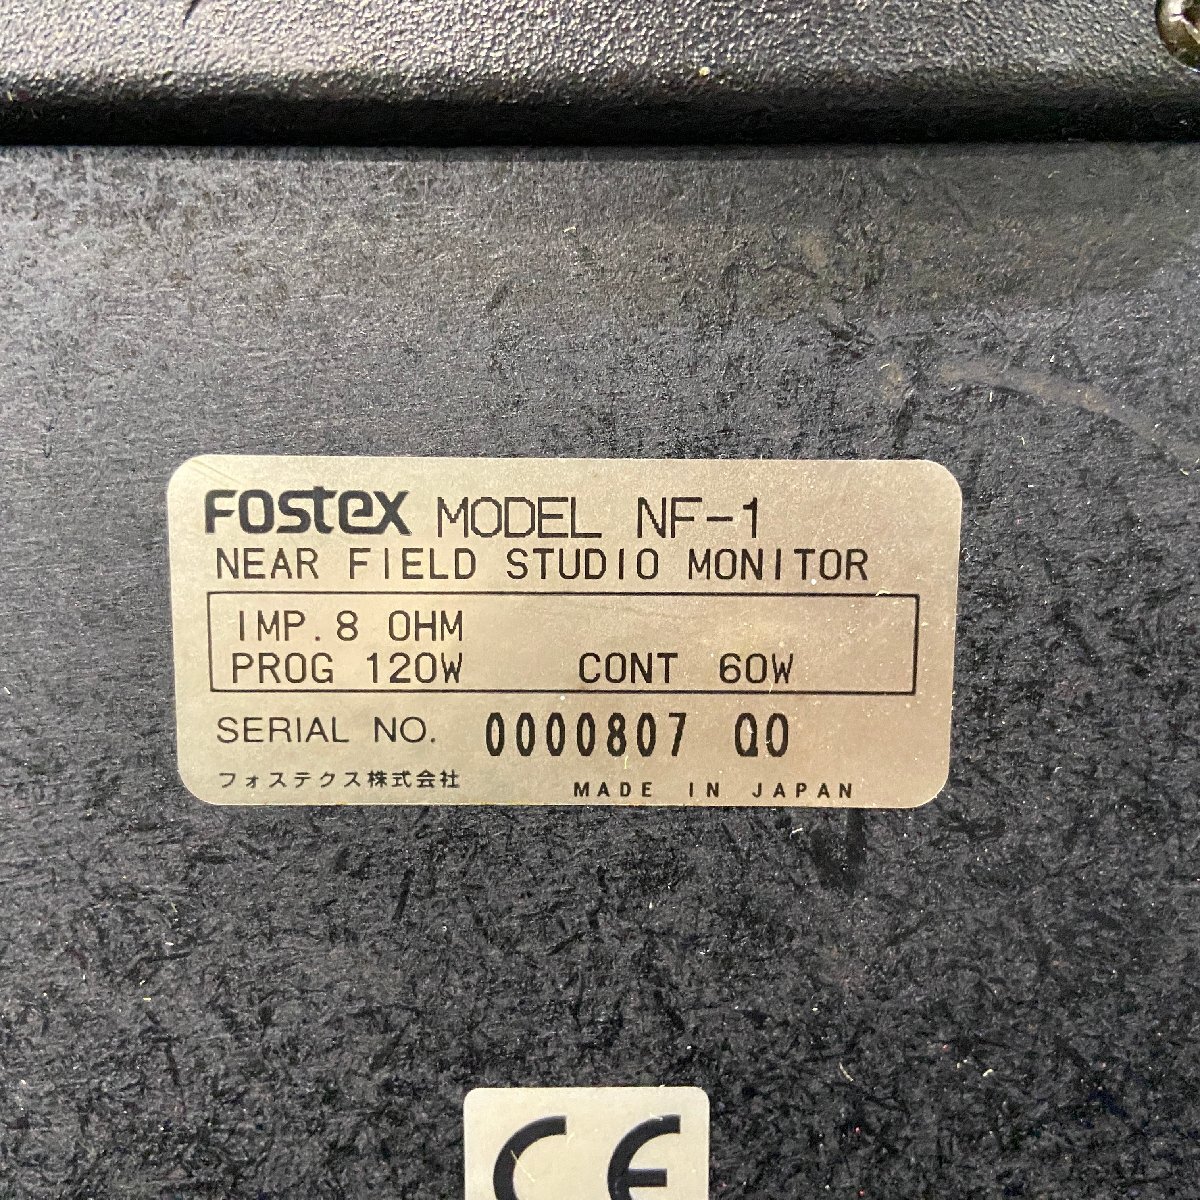 FOSTEX MODEL NF-1
NEAR FIELD STUDIO MONITOR
IMP. 8 OHM
PROG 120W CONT 60W
SERIAL NO. 0000807 Q0
フォステクス株式会社 MADE IN JAPAN
CE